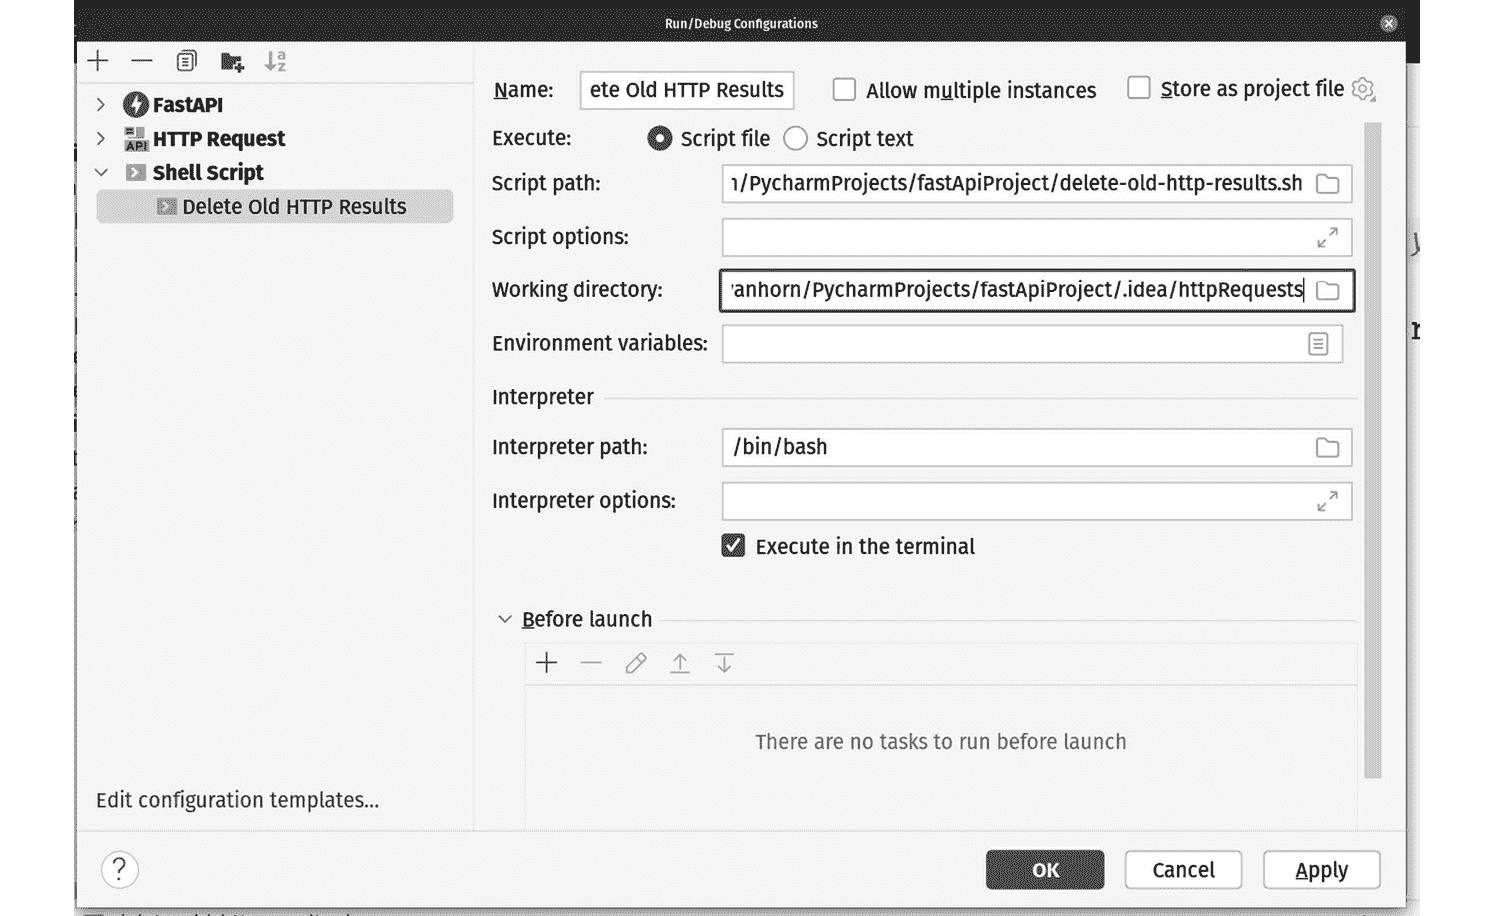 Run/Debug Configurations
FastAPI
HTTP Request
Shell Script
Delete Old HTTP Results
Edit configuration templates...
Name: ete Old HTTP Results Allow multiple instances Store as project file
Execute: Script file Script text
Script path: /PycharmProjects/fastApiProject/delete-old-http-results.sh
Script options:
Working directory: anhorn/PycharmProjects/fastApiProject/.idea/httpRequests
Environment variables:
Interpreter
Interpreter path: /bin/bash
Interpreter options:
Execute in the terminal
Before launch
There are no tasks to run before launch
? OK Cancel Apply